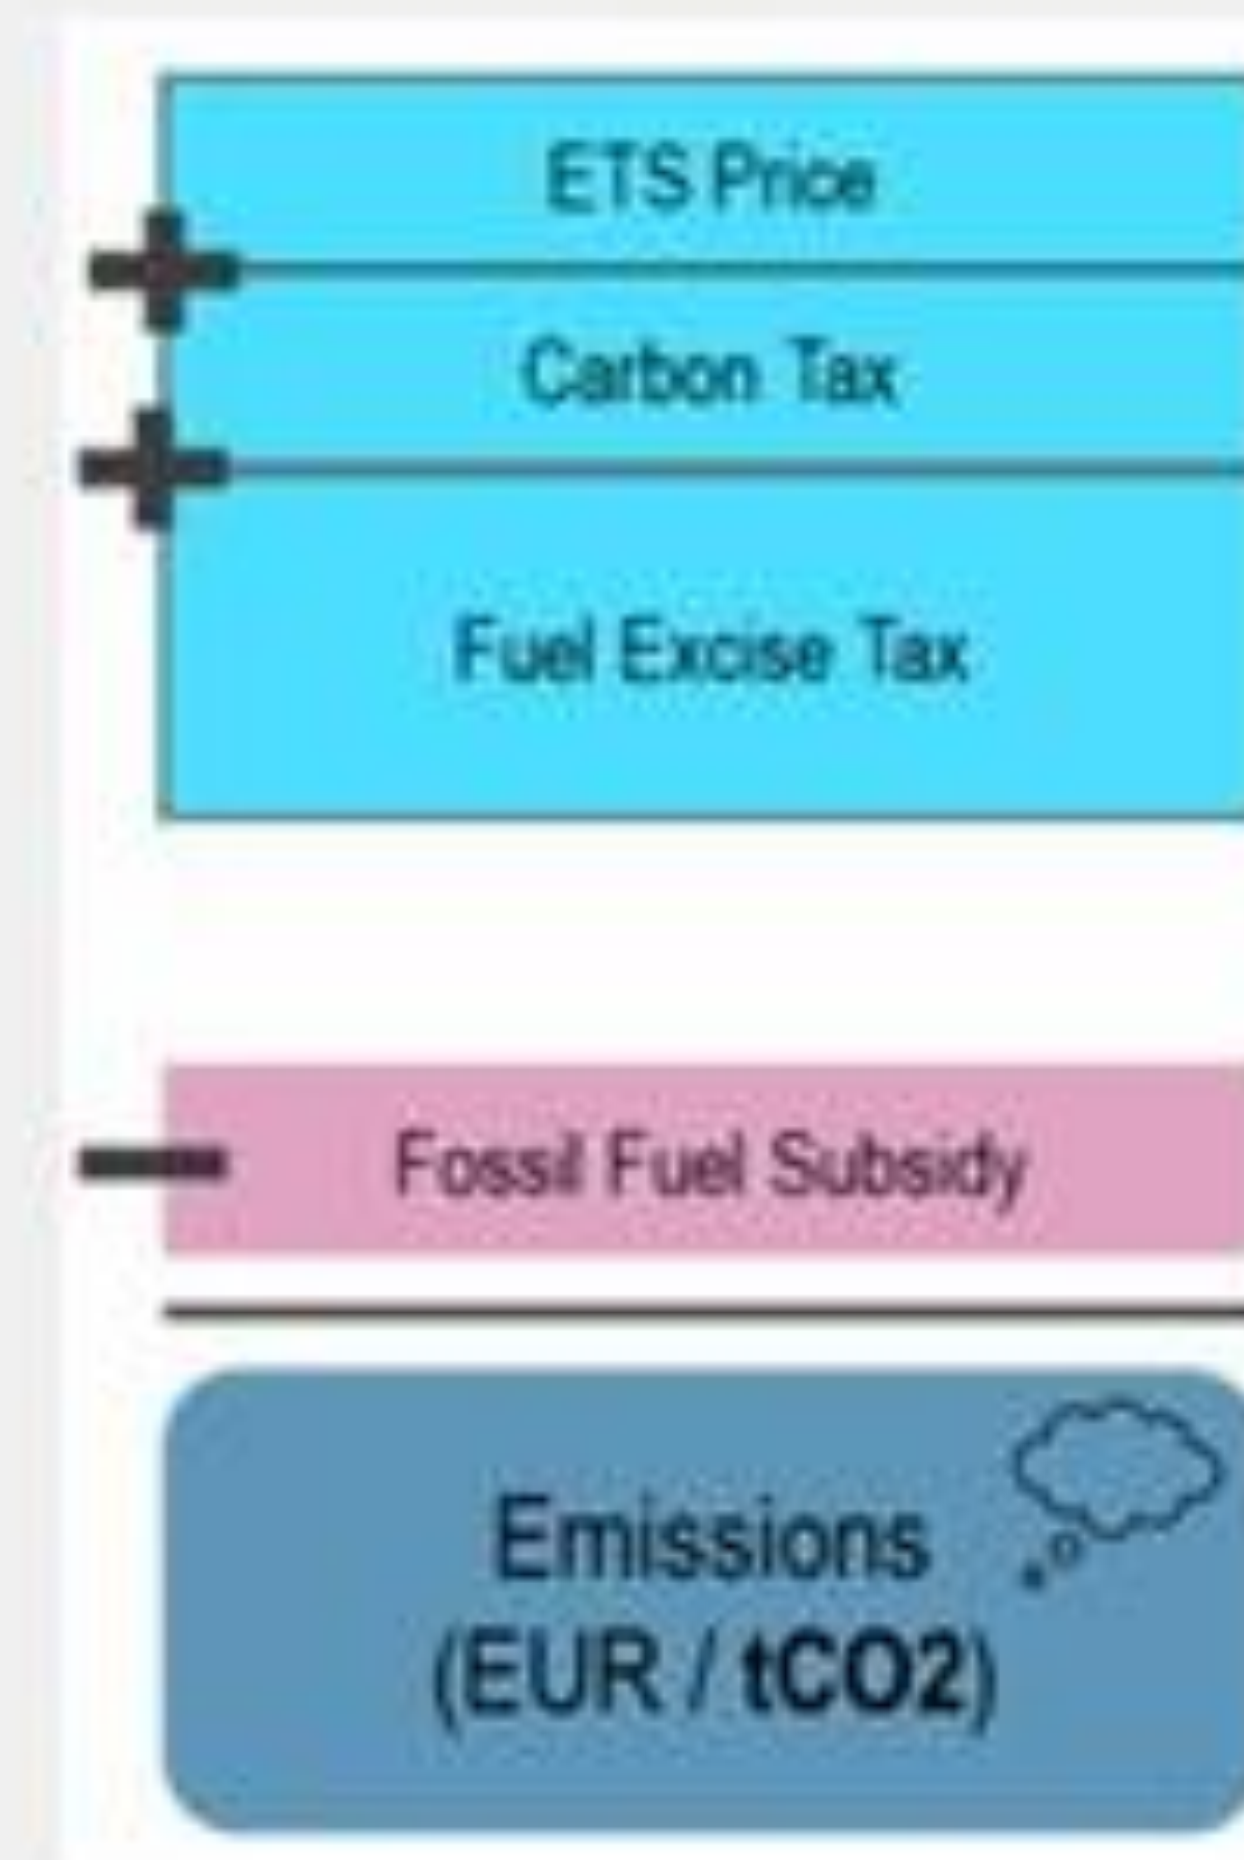 ETS Price
Carbon Tax
Fuel Excise Tax
Fossil Fuel Subsidy
Emissions
(EUR / tCO2)